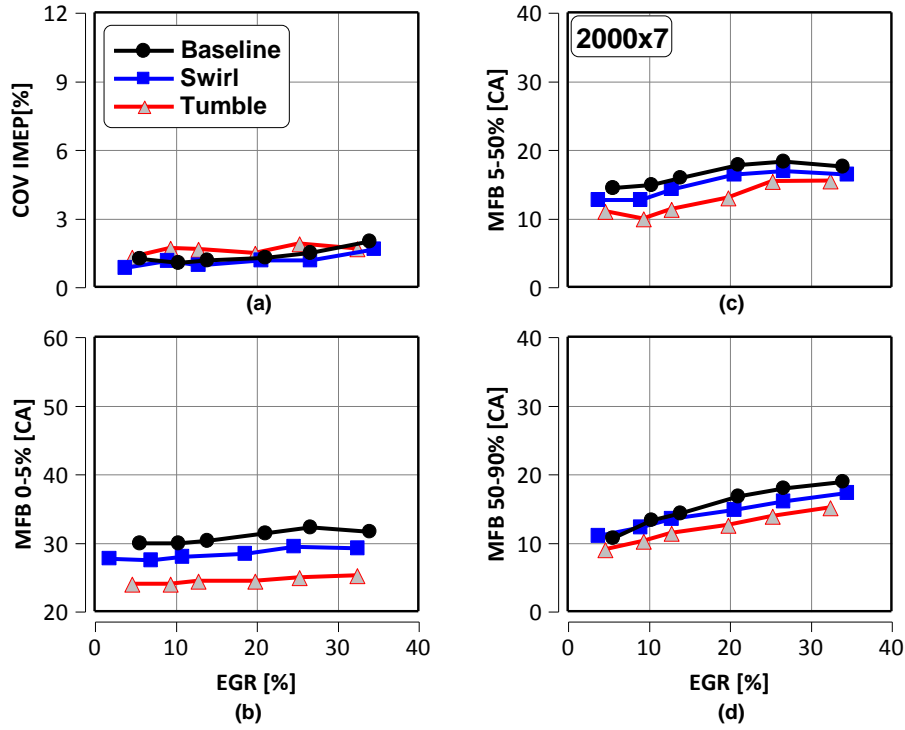 12
9
6
3
0
COV IMEP[%]
Baseline
Swirl
Tumble
(a)
40
30
20
10
0
MFB 5-50% [CA]
2000x7
(c)
60
50
40
30
20
MFB 0-5% [CA]
0 10 20 30 40
EGR [%]
(b)
40
30
20
10
0
MFB 50-90% [CA]
0 10 20 30 40
EGR [%]
(d)